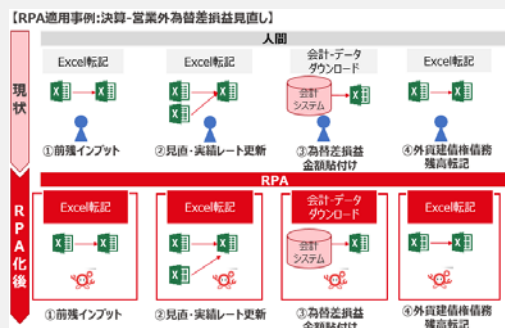 【RPA適用事例:決算-営業外為替差損益見直し】
人間
現状
Excel転記
Excel転記
会計-データ
ダウンロード
Excel転記
会計
システム
①前残インプット
②見直・実績レート更新
③為替差損益
金額貼付け
④外貨建債権債務
残高転記
RPA
RPA化後
Excel転記
Excel転記
会計-データ
ダウンロード
Excel転記
会計
システム
①前残インプット
②見直・実績レート更新
③為替差損益
金額貼付け
④外貨建債権債務
残高転記